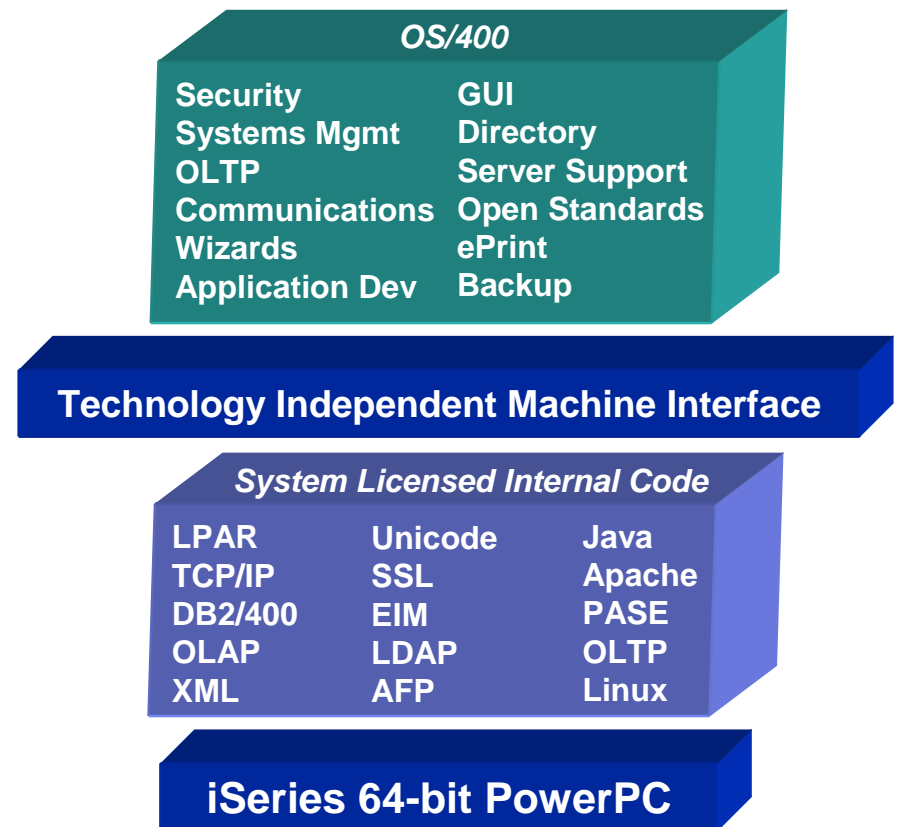 OS/400
Security
Systems Mgmt
OLTP
Communications
Wizards
Application Dev
GUI
Directory
Server Support
Open Standards
ePrint
Backup
Technology Independent Machine Interface
System Licensed Internal Code
LPAR
TCP/IP
DB2/400
OLAP
XML
Unicode
SSL
EIM
LDAP
AFP
Java
Apache
PASE
OLTP
Linux
iSeries 64-bit PowerPC